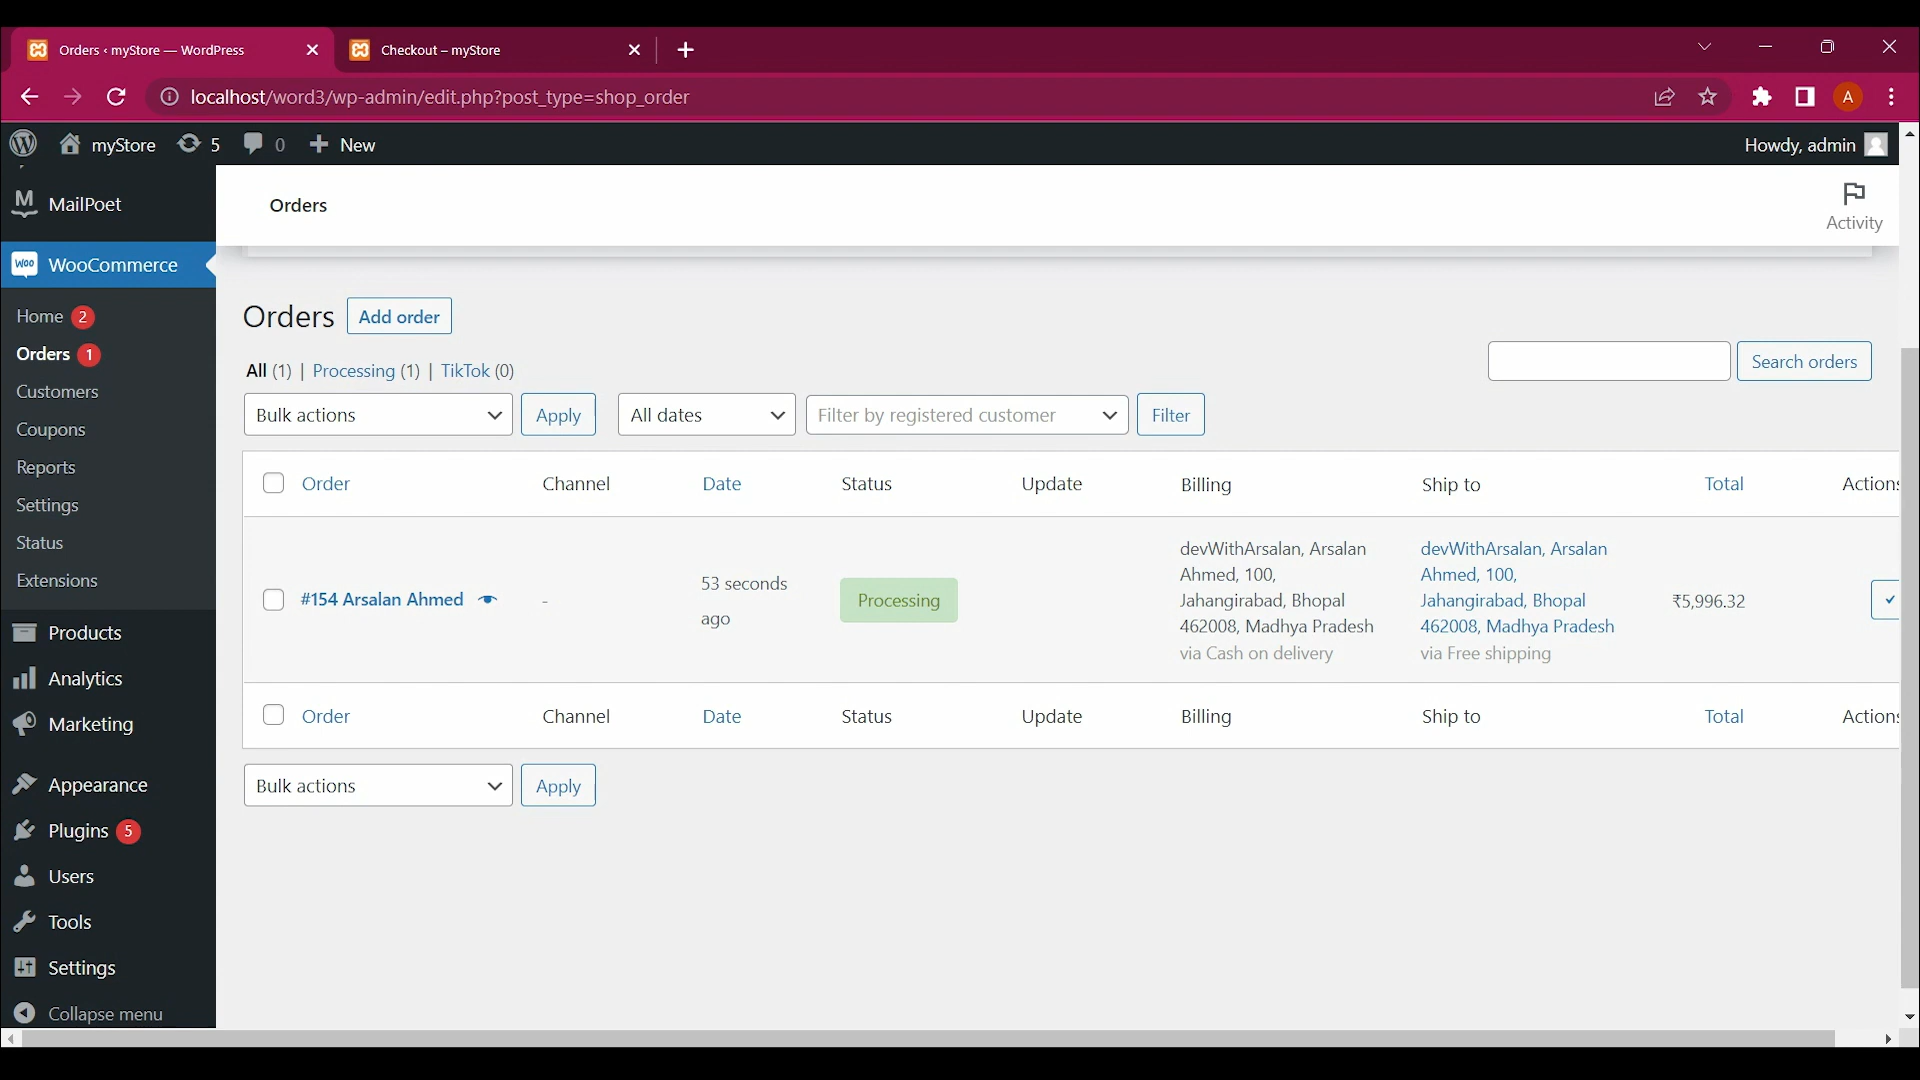 Orders ‹ myStore — WordPress
Checkout – myStore
localhost/word3/wp-admin/edit.php?post_type=shop_order
A
myStore
5
0
New
Howdy, admin
M MailPoet
Orders
Activity
Woo WooCommerce
Home 2
Orders 1
Customers
Coupons
Reports
Settings
Status
Extensions
Products
Analytics
Marketing
Appearance
Plugins 5
Users
Tools
Settings
Collapse menu
Orders Add order
All (1) | Processing (1) | TikTok (0)
Search orders
Bulk actions Apply All dates Filter by registered customer Filter
Order Channel Date Status Update Billing Ship to Total Actions
#154 Arsalan Ahmed
-
53 seconds
ago
Processing
devWithArsalan, Arsalan
Ahmed, 100,
Jahangirabad, Bhopal
462008, Madhya Pradesh
via Cash on delivery
devWithArsalan, Arsalan
Ahmed, 100,
Jahangirabad, Bhopal
462008, Madhya Pradesh
via Free shipping
₹5,996.32
Order Channel Date Status Update Billing Ship to Total Actions
Bulk actions Apply